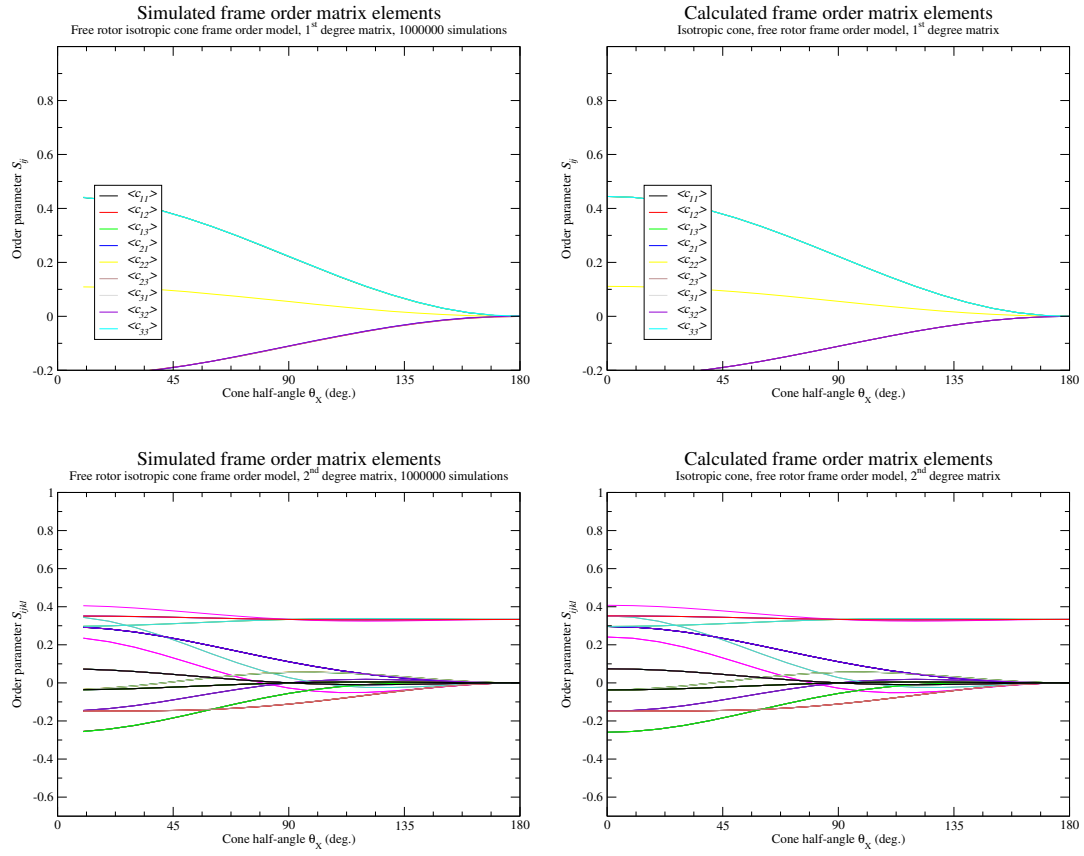 Simulated frame order matrix elements
Free rotor isotropic cone frame order model, 1st degree matrix, 1000000 simulations
Order parameter Sij
0.8
0.6
0.4
0.2
0
-0.2
<c11>
<c12>
<c13>
<c21>
<c22>
<c23>
<c31>
<c32>
<c33>
0 45 90 135 180
Cone half-angle θX (deg.)
Calculated frame order matrix elements
Isotropic cone, free rotor frame order model, 1st degree matrix
Order parameter Sij
0.8
0.6
0.4
0.2
0
-0.2
<c11>
<c12>
<c13>
<c21>
<c22>
<c23>
<c31>
<c32>
<c33>
0 45 90 135 180
Cone half-angle θX (deg.)
Simulated frame order matrix elements
Free rotor isotropic cone frame order model, 2nd degree matrix, 1000000 simulations
Order parameter Sijkl
1
0.8
0.6
0.4
0.2
0
-0.2
-0.4
-0.6
0 45 90 135 180
Cone half-angle θX (deg.)
Calculated frame order matrix elements
Isotropic cone, free rotor frame order model, 2nd degree matrix
Order parameter Sijkl
1
0.8
0.6
0.4
0.2
0
-0.2
-0.4
-0.6
0 45 90 135 180
Cone half-angle θX (deg.)